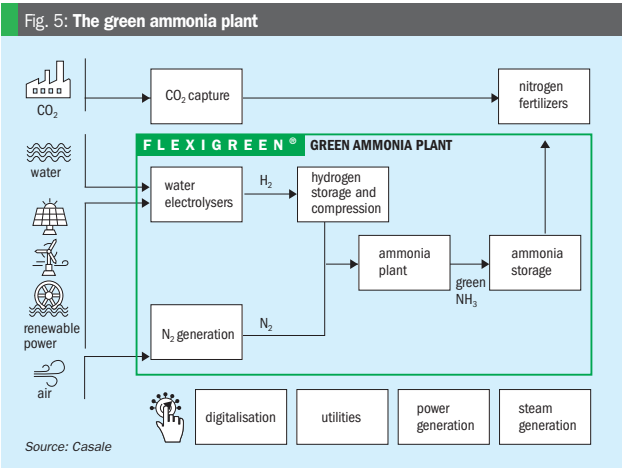 Fig. 5: The green ammonia plant
CO₂
CO₂ capture
nitrogen
fertilizers
FLEXIGREEN® GREEN AMMONIA PLANT
water
water
electrolysers
H₂
hydrogen
storage and
compression
ammonia
plant
green
NH₃
ammonia
storage
renewable
power
N₂ generation
N₂
air
digitalisation
utilities
power
generation
steam
generation
Source: Casale